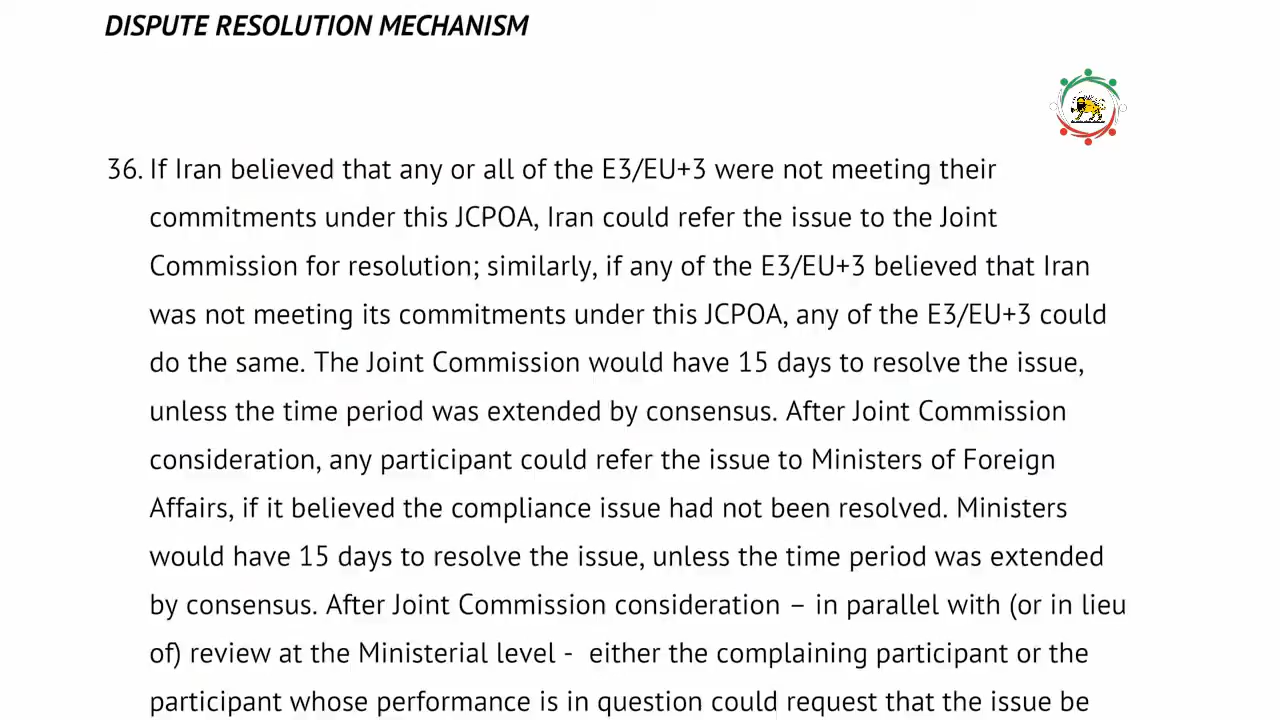 DISPUTE RESOLUTION MECHANISM
36. If Iran believed that any or all of the E3/EU+3 were not meeting their
commitments under this JCPOA, Iran could refer the issue to the Joint
Commission for resolution; similarly, if any of the E3/EU+3 believed that Iran
was not meeting its commitments under this JCPOA, any of the E3/EU+3 could
do the same. The Joint Commission would have 15 days to resolve the issue,
unless the time period was extended by consensus. After Joint Commission
consideration, any participant could refer the issue to Ministers of Foreign
Affairs, if it believed the compliance issue had not been resolved. Ministers
would have 15 days to resolve the issue, unless the time period was extended
by consensus. After Joint Commission consideration – in parallel with (or in lieu
of) review at the Ministerial level -  either the complaining participant or the
participant whose performance is in question could request that the issue be